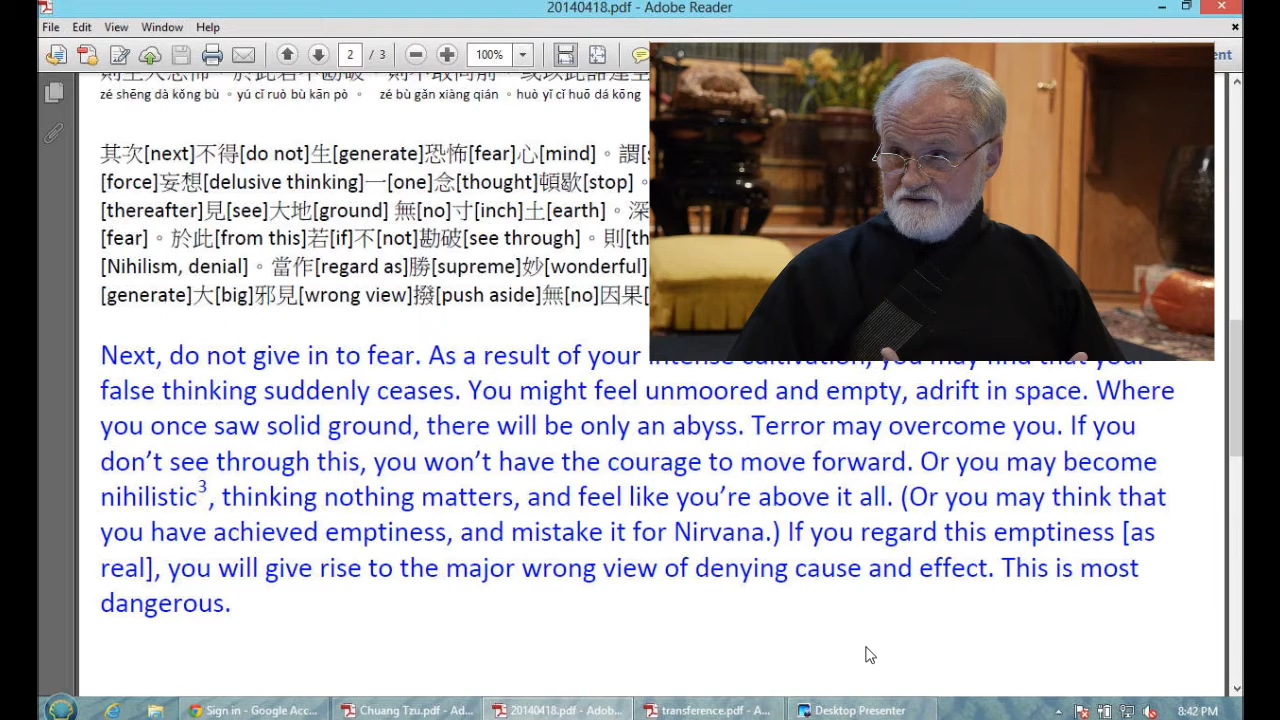 20140418.pdf - Adobe Reader
File Edit View Window Help
2 / 3 100% ent
zé shēng dà kǒng bù 。yú cǐ ruò bù kān pò 。 zé bù gǎn xiàng qián 。huò yǐ cǐ huō dá kōng
其次[next]不得[do not]生[generate]恐怖[fear]心[mind]。謂[
[force]妄想[delusive thinking]一[one]念[thought]頓歇[stop]。
[thereafter]見[see]大地[ground] 無[no]寸[inch]土[earth]。深
[fear]。於此[from this]若[if]不[not]勘破[see through]。則[th
[Nihilism, denial]。當作[regard as]勝[supreme]妙[wonderful]
[generate]大[big]邪見[wrong view]撥[push aside]無[no]因果[
Next, do not give in to fear. As a result of your intense cultivation, you may find that your
false thinking suddenly ceases. You might feel unmoored and empty, adrift in space. Where
you once saw solid ground, there will be only an abyss. Terror may overcome you. If you
don’t see through this, you won’t have the courage to move forward. Or you may become
nihilistic3, thinking nothing matters, and feel like you’re above it all. (Or you may think that
you have achieved emptiness, and mistake it for Nirvana.) If you regard this emptiness [as
real], you will give rise to the major wrong view of denying cause and effect. This is most
dangerous.
Sign in - Google Acc... Chuang Tzu.pdf - Ad... 20140418.pdf - Adob... transference.pdf - A... Desktop Presenter 8:42 PM